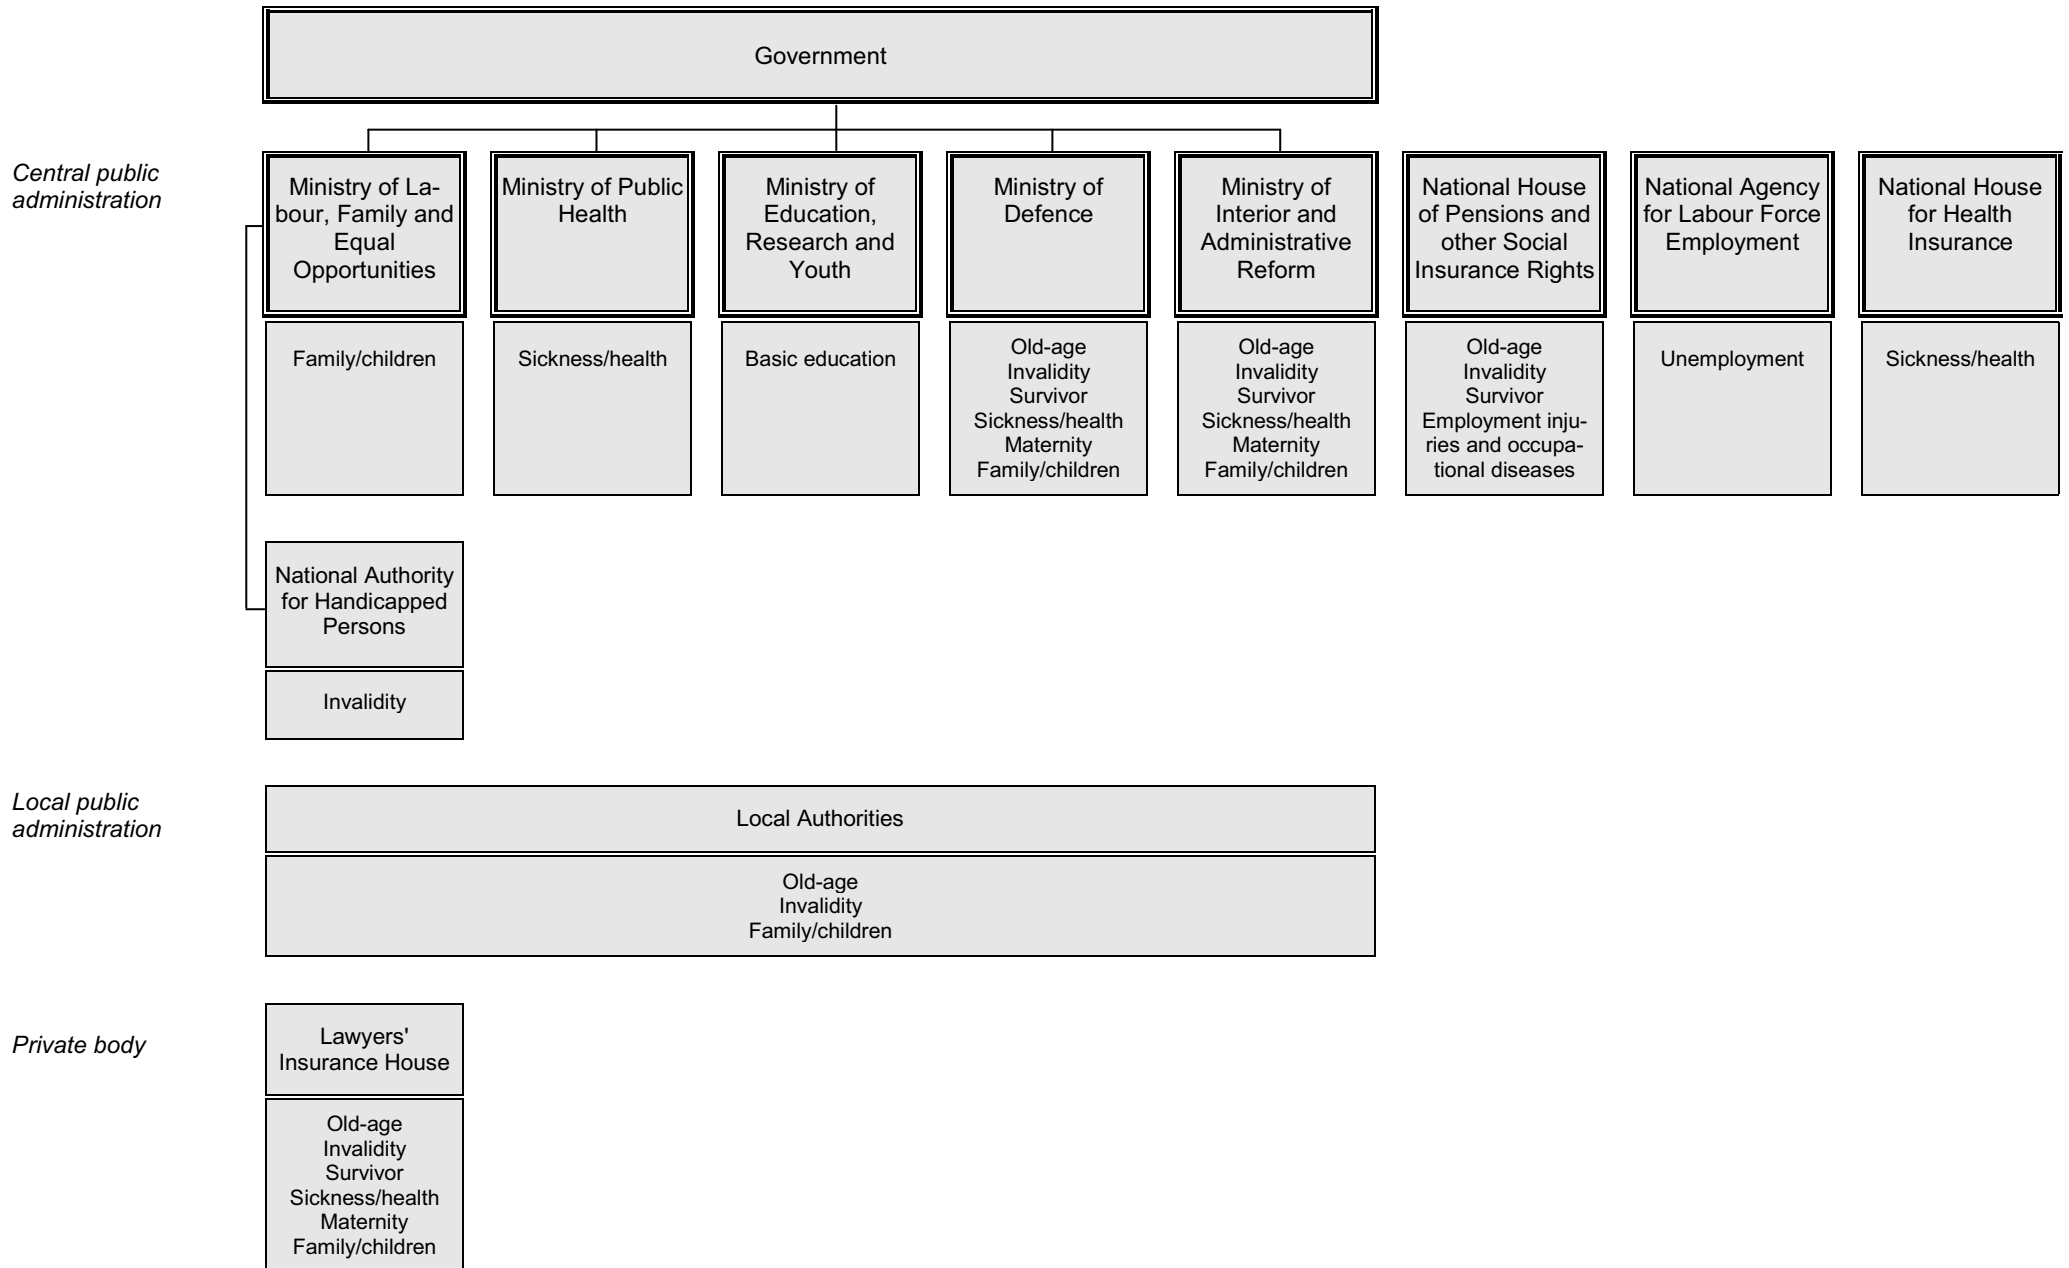 Government
Central public
administration
Ministry of La-
bour, Family and
Equal
Opportunities
Ministry of Public
Health
Ministry of
Education,
Research and
Youth
Ministry of
Defence
Ministry of
Interior and
Administrative
Reform
National House
of Pensions and
other Social
Insurance Rights
National Agency
for Labour Force
Employment
National House
for Health
Insurance
Family/children
Sickness/health
Basic education
Old-age
Invalidity
Survivor
Sickness/health
Maternity
Family/children
Old-age
Invalidity
Survivor
Sickness/health
Maternity
Family/children
Old-age
Invalidity
Survivor
Employment inju-
ries and occupa-
tional diseases
Unemployment
Sickness/health
National Authority
for Handicapped
Persons
Invalidity
Local public
administration
Local Authorities
Old-age
Invalidity
Family/children
Private body
Lawyers'
Insurance House
Old-age
Invalidity
Survivor
Sickness/health
Maternity
Family/children